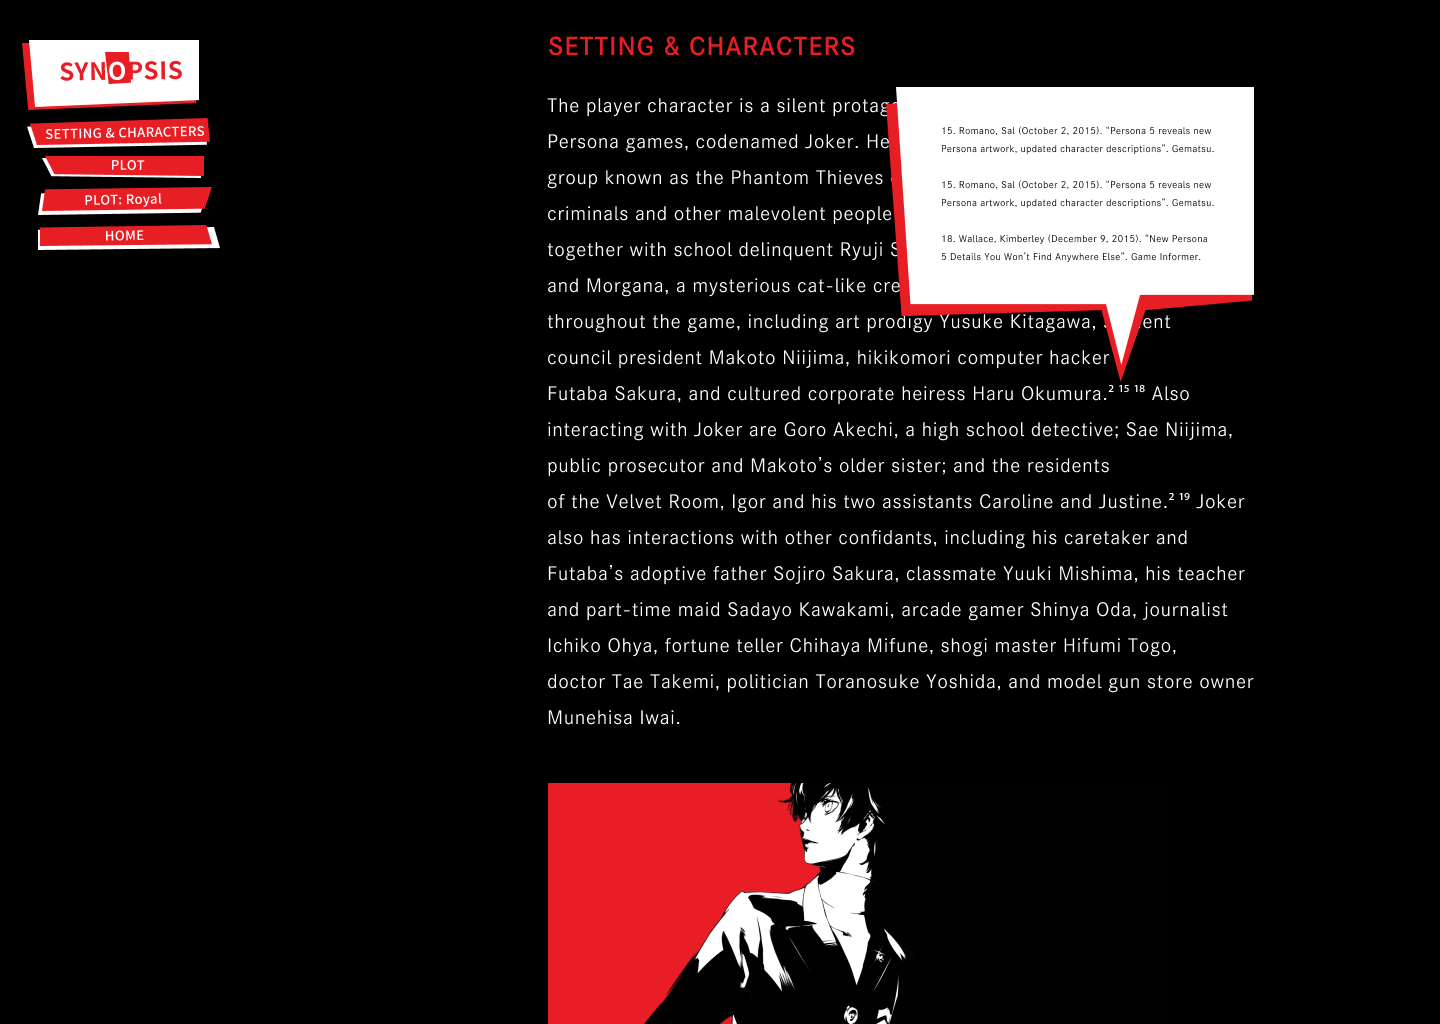 SYNOPSIS
SETTING & CHARACTERS
PLOT
PLOT: Royal
HOME
SETTING & CHARACTERS
The player character is a silent
Persona games, codenamed Joker. He
group known as the Phantom Thieves
criminals and other malevolent people
together with school delinquent Ryuji
and Morgana, a mysterious cat-like
throughout the game, including art prodigy Yusuke Kitagawa,
council president Makoto Niijima, hikikomori computer hacker
Futaba Sakura, and cultured corporate heiress Haru Okumura.² ¹⁵ ¹⁸ Also
interacting with Joker are Goro Akechi, a high school detective; Sae Niijima,
public prosecutor and Makoto’s older sister; and the residents
of the Velvet Room, Igor and his two assistants Caroline and Justine.² ¹⁹ Joker
also has interactions with other confidants, including his caretaker and
Futaba’s adoptive father Sojiro Sakura, classmate Yuuki Mishima, his teacher
and part-time maid Sadayo Kawakami, arcade gamer Shinya Oda, journalist
Ichiko Ohya, fortune teller Chihaya Mifune, shogi master Hifumi Togo,
doctor Tae Takemi, politician Toranosuke Yoshida, and model gun store owner
Munehisa Iwai.
15. Romano, Sal (October 2, 2015). “Persona 5 reveals new
Persona artwork, updated character descriptions”. Gematsu.
15. Romano, Sal (October 2, 2015). “Persona 5 reveals new
Persona artwork, updated character descriptions”. Gematsu.
18. Wallace, Kimberley (December 9, 2015). “New Persona
5 Details You Won’t Find Anywhere Else”. Game Informer.